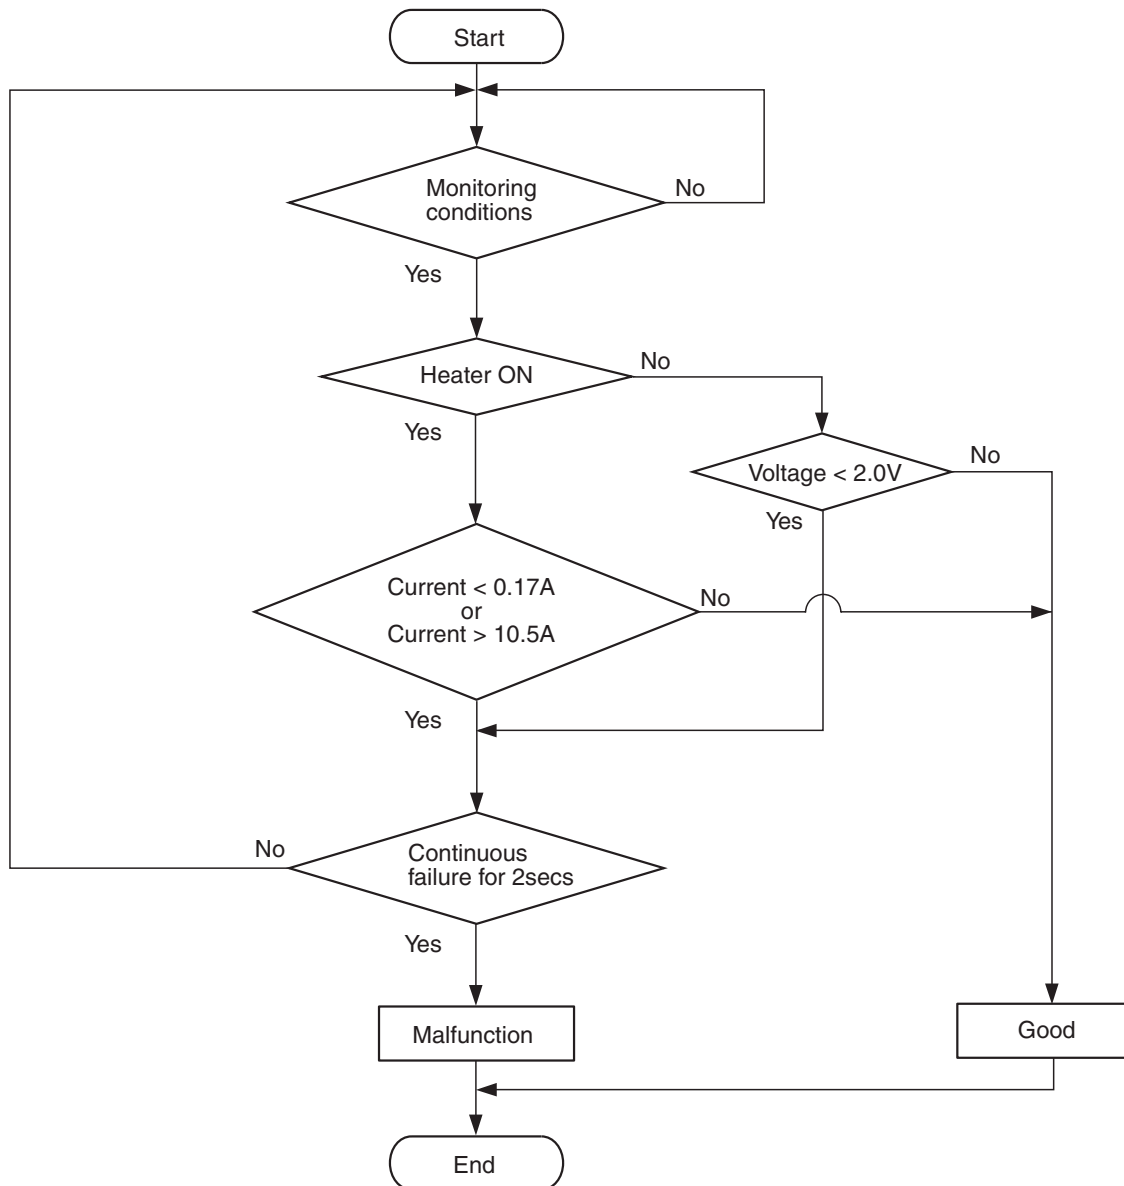 Start
Monitoring
conditions
No
Yes
Heater ON
No
Yes
Voltage < 2.0V
No
Yes
Current < 0.17A
or
Current > 10.5A
No
Yes
Continuous
failure for 2secs
No
Yes
Malfunction
Good
End